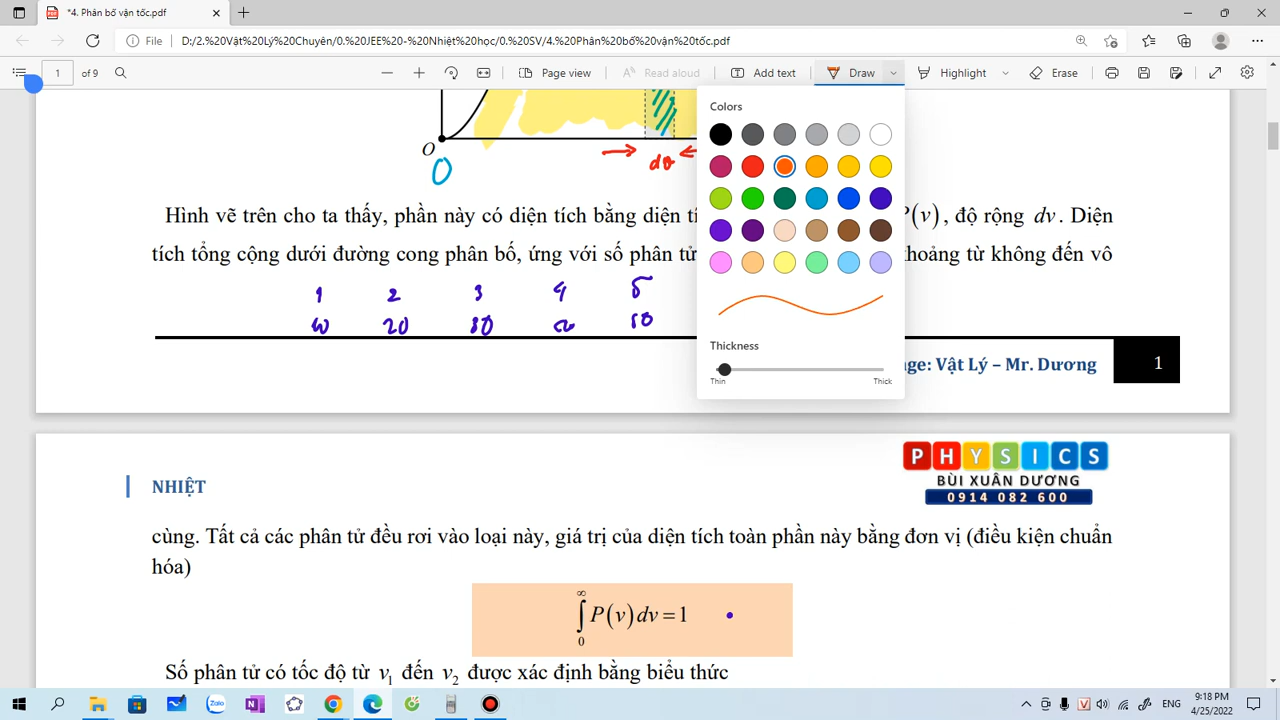 *4. Phân bố vận tốc.pdf
File D:/2.%20Vật%20Lý%20Chuyên/0.%20JEE%20-%20Nhiệt%20học/0.%20SV/4.%20Phân%20bố%20vận%20tốc.pdf
1 of 9 Page view Read aloud Add text Draw Highlight Erase
Colors
O
0
dv
Hình vẽ trên cho ta thấy, phần này có diện tích bằng diện tí P(v), độ rộng dv. Diện
tích tổng cộng dưới đường cong phân bố, ứng với số phân tử khoảng từ không đến vô
1 2 3 4 5
20 80 10
Thickness
Thin Thick
ge: Vật Lý – Mr. Dương 1
PHYSICS
BÙI XUÂN DƯƠNG
0914 082 600
NHIỆT
cùng. Tất cả các phân tử đều rơi vào loại này, giá trị của diện tích toàn phần này bằng đơn vị (điều kiện chuẩn
hóa)
∫₀^∞ P(v)dv = 1
Số phân tử có tốc độ từ v₁ đến v₂ được xác định bằng biểu thức
Zalo
ENG
9:18 PM
4/25/2022